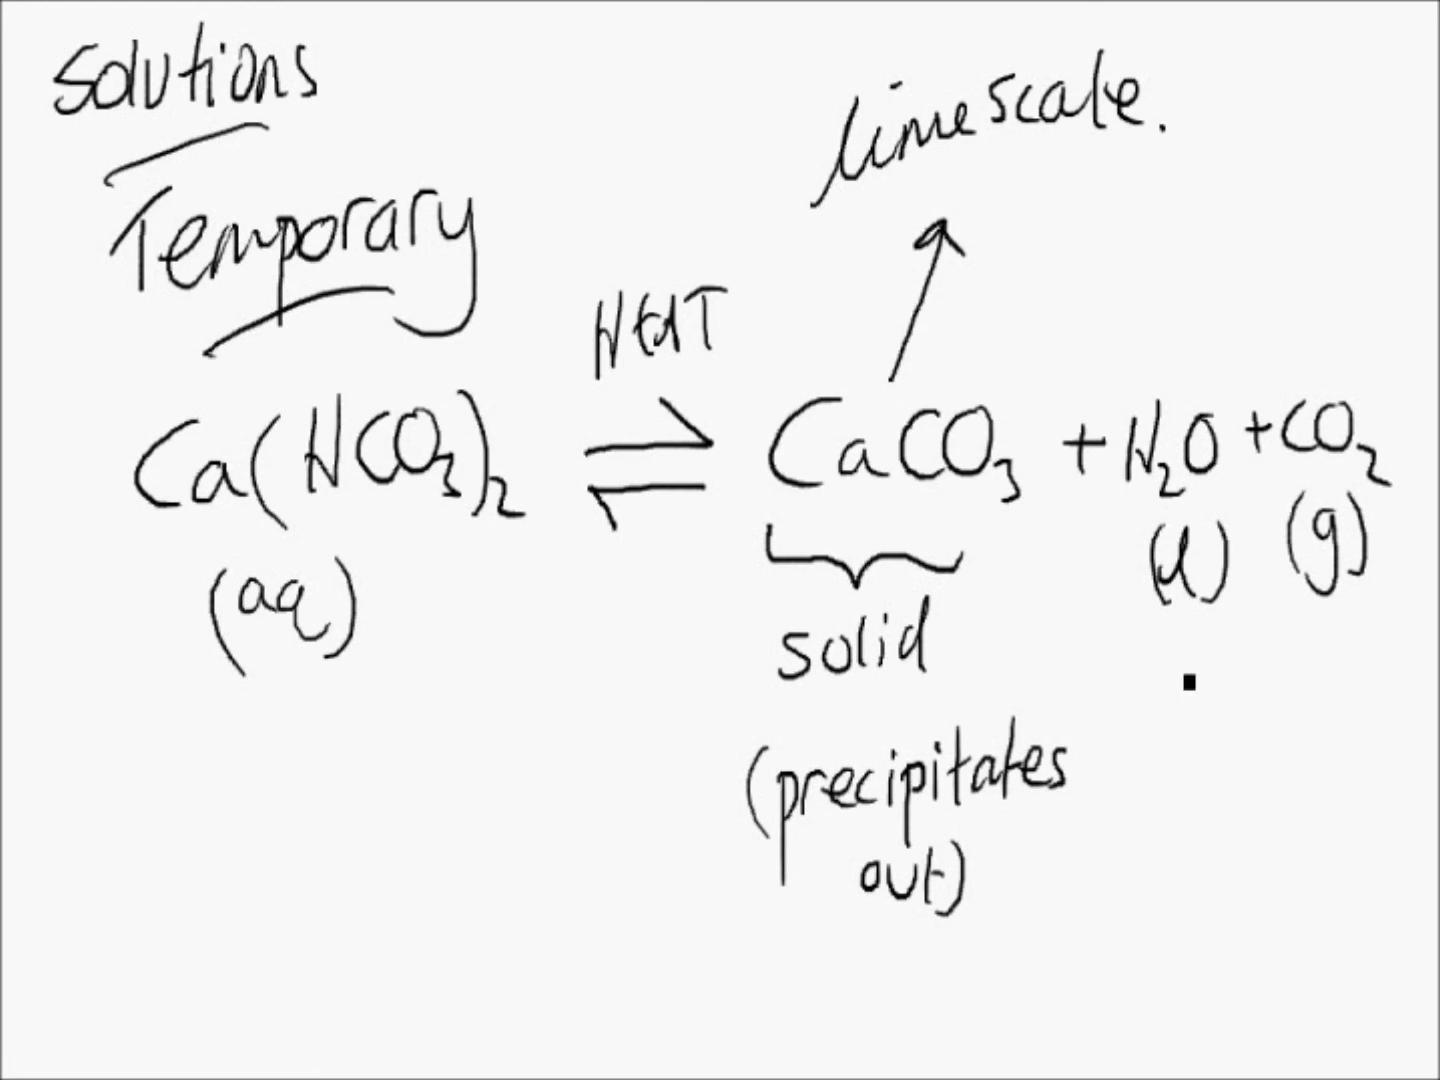 Solutions
limescale.
Temporary
HEAT
Ca(HCO₃)₂ ⇌ CaCO₃ + H₂O + CO₂
(aq) (l) (g)
solid
(precipitates
out)